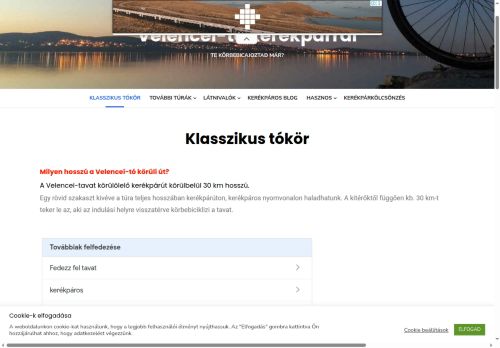 Velencei-tó kerékpárral
TE KÖRBEBICAJOZTAD MÁR?
KLASSZIKUS TÓKÖR
TOVÁBBI TÚRÁK
LÁTNIVALÓK
KERÉKPÁROS BLOG
HASZNOS
KERÉKPÁRKÖLCSÖNZÉS
Klasszikus tókör
Milyen hosszú a Velencei-tó körüli út?
A Velencei-tavat körülölelő kerékpárút körülbelül 30 km hosszú.
Egy rövid szakaszt kivéve a túra teljes hosszában kerékpárúton, kerékpáros nyomvonalon haladhatunk. A kitérőktől függően kb. 30 km-t
teker le az, aki az indulási helyre visszatérve körbebiciklizi a tavat.
Továbbiak felfedezése
Fedezz fel tavat
kerékpáros
Cookie-k elfogadása
A weboldalunkon cookie-kat használunk, hogy a legjobb felhasználói élményt nyújthassuk. Az "Elfogadás" gombra kattintva Ön
hozzájárulhat ahhoz, hogy adatkezelést végezzünk.
Cookie-beállítások
ELFOGAD